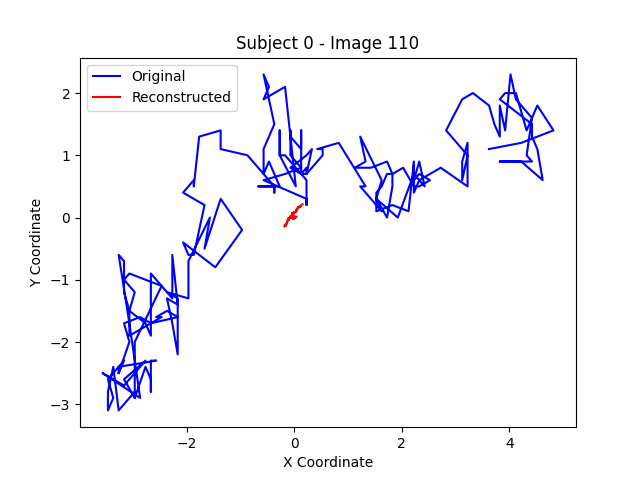 Subject 0 - Image 110
Original
Reconstructed
Y Coordinate
2
1
0
−1
−2
−3
−2
0
2
4
X Coordinate